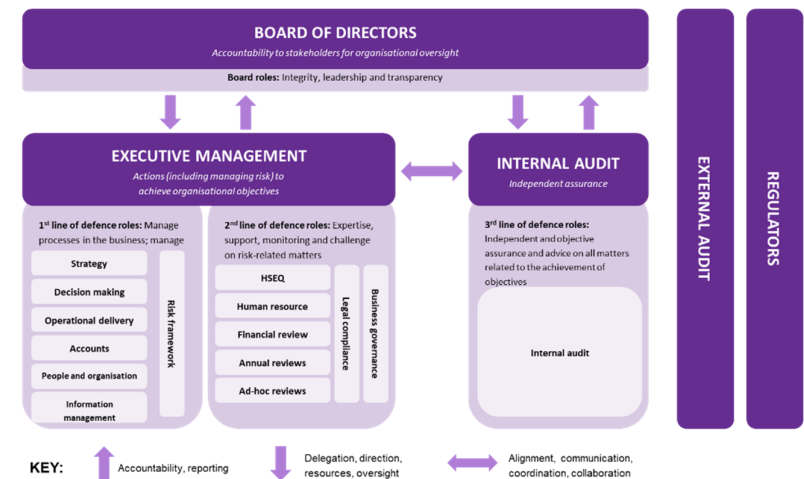 BOARD OF DIRECTORS
Accountability to stakeholders for organisational oversight
Board roles: Integrity, leadership and transparency
EXECUTIVE MANAGEMENT
Actions (including managing risk) to
achieve organisational objectives
INTERNAL AUDIT
Independent assurance
1st line of defence roles: Manage
processes in the business; manage
Strategy
Decision making
Operational delivery
Accounts
People and organisation
Information
management
Risk framework
2nd line of defence roles: Expertise,
support, monitoring and challenge
on risk-related matters
HSEQ
Human resource
Financial review
Annual reviews
Ad-hoc reviews
Legal compliance
Business governance
3rd line of defence roles:
Independent and objective
assurance and advice on all matters
related to the achievement of
objectives
Internal audit
EXTERNAL AUDIT
REGULATORS
KEY:
Accountability, reporting
Delegation, direction,
resources, oversight
Alignment, communication,
coordination, collaboration